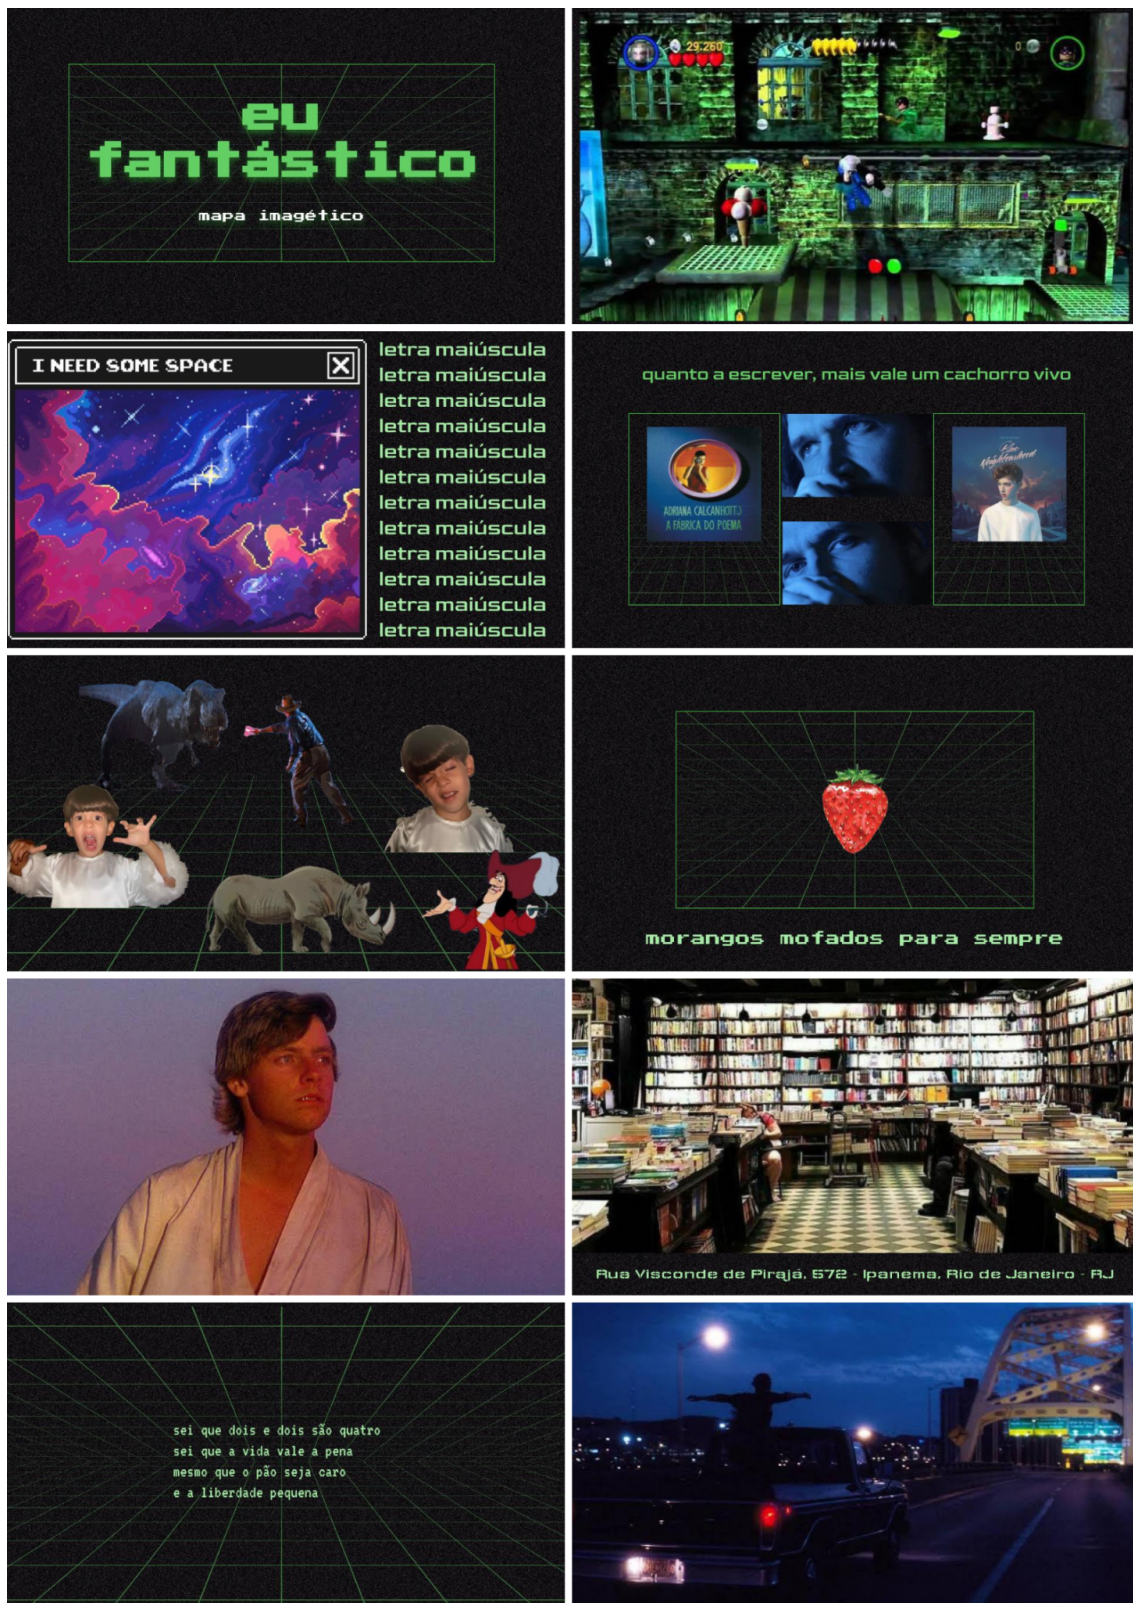 eu
fantástico
mapa imagético
29.260
0
I NEED SOME SPACE
letra maiúscula
letra maiúscula
letra maiúscula
letra maiúscula
letra maiúscula
letra maiúscula
letra maiúscula
letra maiúscula
letra maiúscula
letra maiúscula
letra maiúscula
letra maiúscula
quanto a escrever, mais vale um cachorro vivo
ADRIANA CALCANHOTTO
A FÁBRICA DO POEMA
Blue
Neighbourhood
morangos mofados para sempre
Rua Visconde de Pirajá, 572 - Ipanema, Rio de Janeiro - RJ
sei que dois e dois são quatro
sei que a vida vale a pena
mesmo que o pão seja caro
e a liberdade pequena